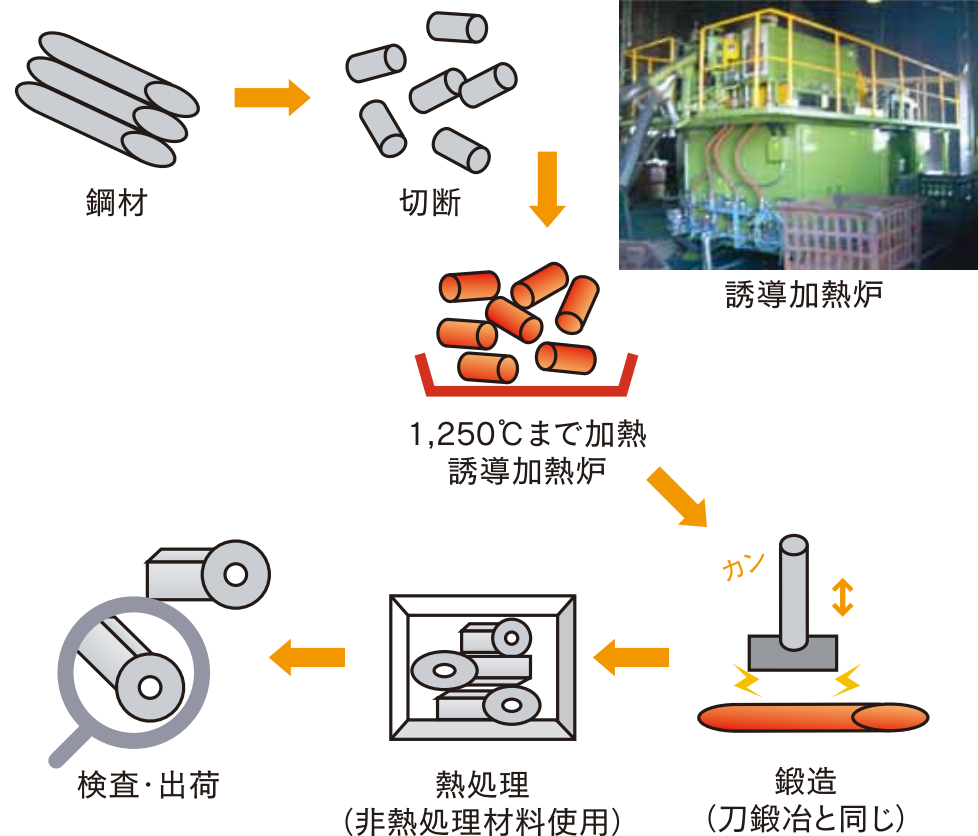 鋼材
切断
誘導加熱炉
1,250℃まで加熱
誘導加熱炉
カン
鍛造
(刀鍛冶と同じ)
熱処理
(非熱処理材料使用)
検査・出荷